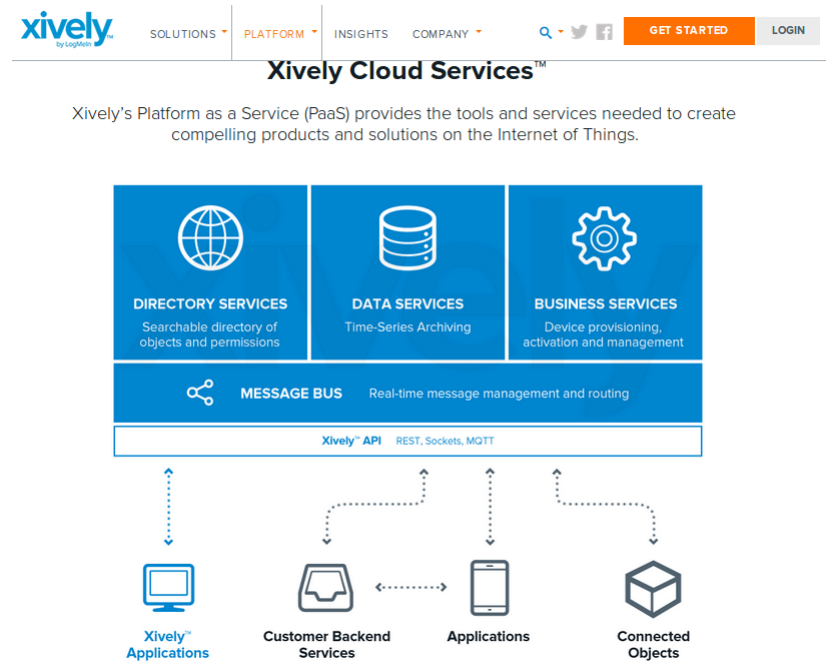 xively™
by LogMeIn
SOLUTIONS PLATFORM INSIGHTS COMPANY GET STARTED LOGIN
Xively Cloud Services™
Xively's Platform as a Service (PaaS) provides the tools and services needed to create
compelling products and solutions on the Internet of Things.
xively
DIRECTORY SERVICES
Searchable directory of
objects and permissions
DATA SERVICES
Time-Series Archiving
BUSINESS SERVICES
Device provisioning,
activation and management
MESSAGE BUS Real-time message management and routing
Xively™ API REST, Sockets, MQTT
Xively™
Applications
Customer Backend
Services
Applications
Connected
Objects